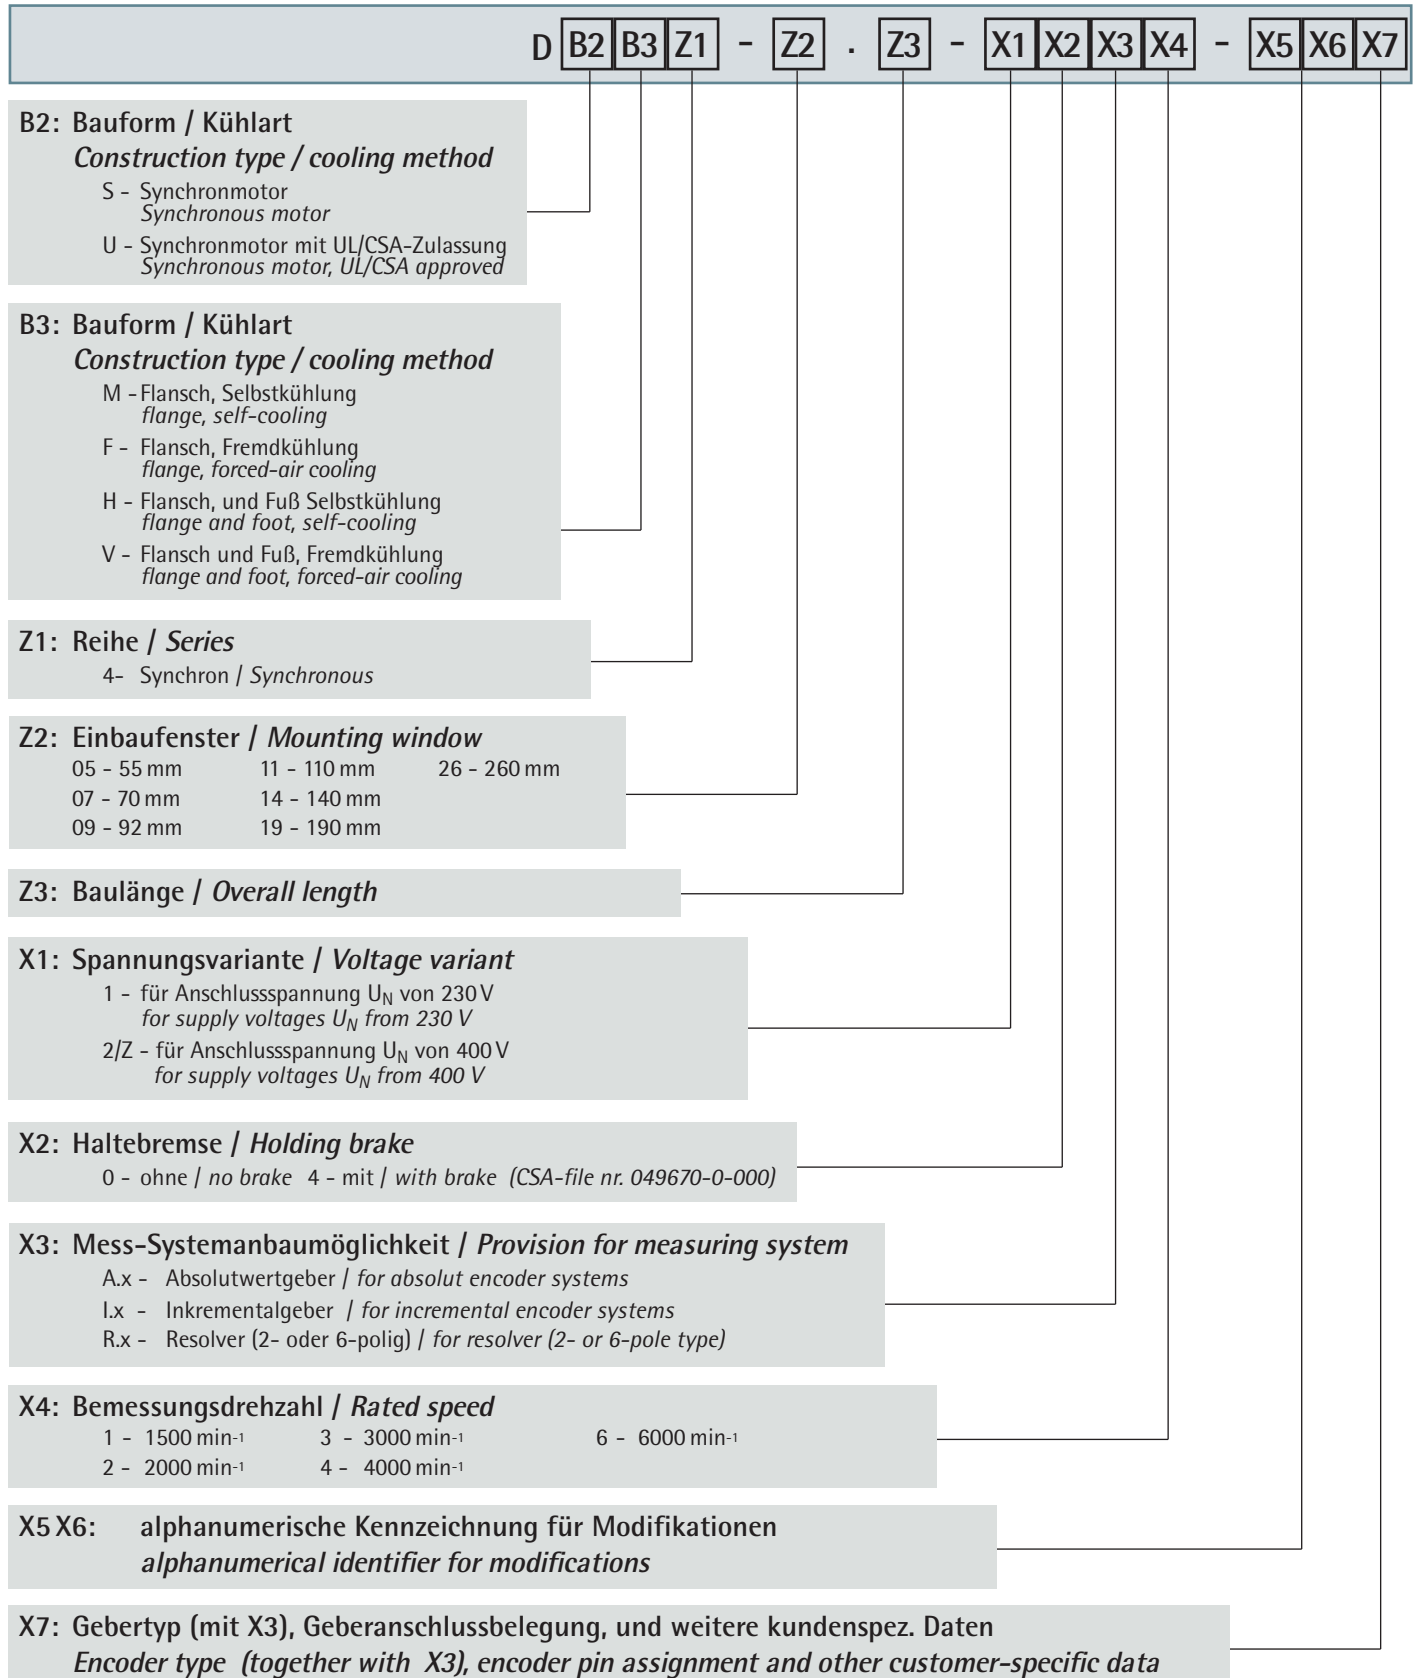 D B2 B3 Z1 - Z2 . Z3 - X1 X2 X3 X4 - X5 X6 X7
B2: Bauform / Kühlart
Construction type / cooling method
S - Synchronmotor
Synchronous motor
U - Synchronmotor mit UL/CSA-Zulassung
Synchronous motor, UL/CSA approved
B3: Bauform / Kühlart
Construction type / cooling method
M - Flansch, Selbstkühlung
flange, self-cooling
F - Flansch, Fremdkühlung
flange, forced-air cooling
H - Flansch, und Fuß Selbstkühlung
flange and foot, self-cooling
V - Flansch und Fuß, Fremdkühlung
flange and foot, forced-air cooling
Z1: Reihe / Series
4- Synchron / Synchronous
Z2: Einbaufenster / Mounting window
05 - 55 mm 11 - 110 mm 26 - 260 mm
07 - 70 mm 14 - 140 mm
09 - 92 mm 19 - 190 mm
Z3: Baulänge / Overall length
X1: Spannungsvariante / Voltage variant
1 - für Anschlussspannung UN von 230 V
for supply voltages UN from 230 V
2/Z - für Anschlussspannung UN von 400 V
for supply voltages UN from 400 V
X2: Haltebremse / Holding brake
0 - ohne / no brake 4 - mit / with brake (CSA-file nr. 049670-0-000)
X3: Mess-Systemanbaumöglichkeit / Provision for measuring system
A.x - Absolutwertgeber / for absolut encoder systems
I.x - Inkrementalgeber / for incremental encoder systems
R.x - Resolver (2- oder 6-polig) / for resolver (2- or 6-pole type)
X4: Bemessungsdrehzahl / Rated speed
1 - 1500 min-1 3 - 3000 min-1 6 - 6000 min-1
2 - 2000 min-1 4 - 4000 min-1
X5 X6: alphanumerische Kennzeichnung für Modifikationen
alphanumerical identifier for modifications
X7: Gebertyp (mit X3), Geberanschlussbelegung, und weitere kundenspez. Daten
Encoder type (together with X3), encoder pin assignment and other customer-specific data